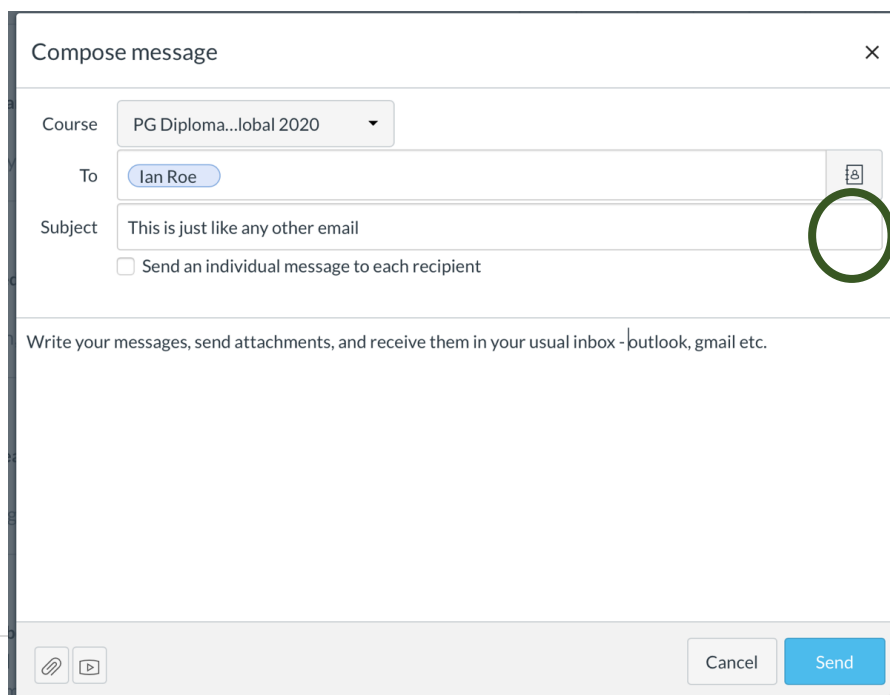 Compose message
Course PG Diploma...lobal 2020
To Ian Roe
Subject This is just like any other email
Send an individual message to each recipient
Write your messages, send attachments, and receive them in your usual inbox - outlook, gmail etc.
Cancel Send